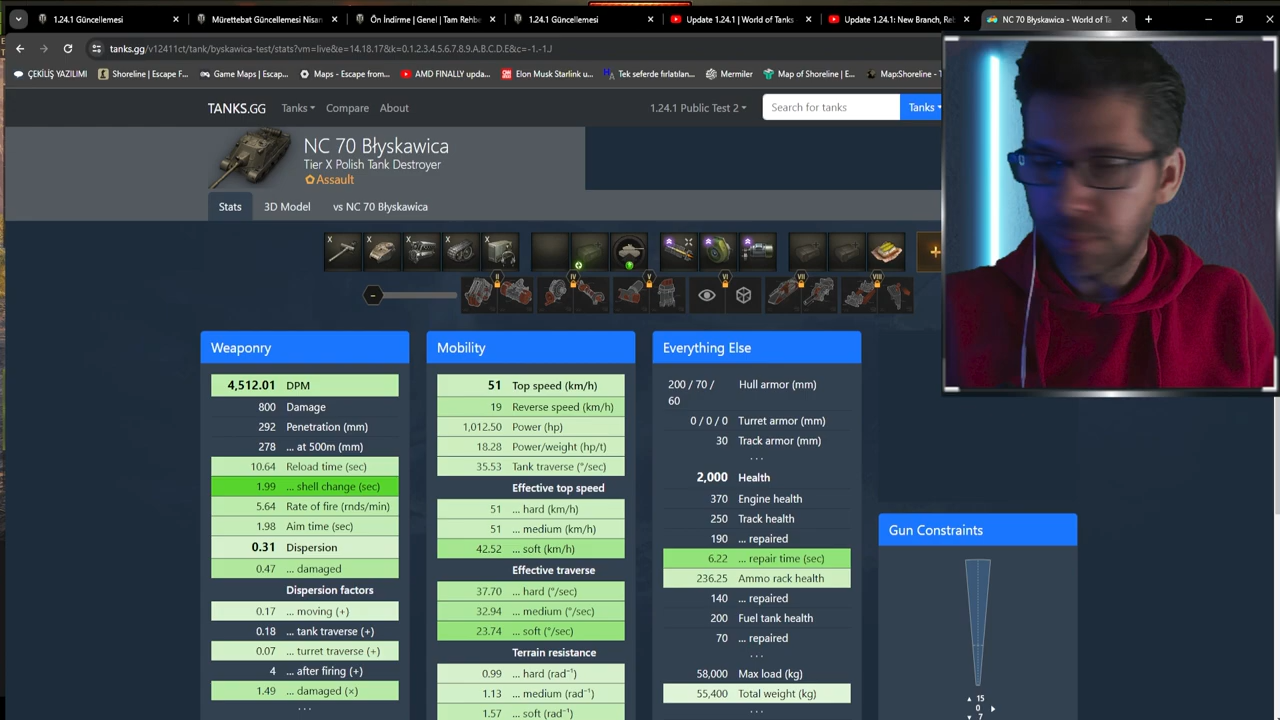 1.24.1 Güncellemesi
Mürettebat Güncellemesi Nisan
Ön İndirme | Genel | Tam Rehbe
1.24.1 Güncellemesi
Update 1.24.1 | World of Tanks
Update 1.24.1: New Branch, Re
NC 70 Błyskawica - World of Ta
tanks.gg/v12411ct/tank/byskawica-test/stats?vm=live&e=14.18.17&k=0.1.2.3.4.5.6.7.8.9.A.B.C.D.E&c=-1.-1.J
ÇEKİLİŞ YAZILIMI
Shoreline | Escape F...
Game Maps | Escap...
Maps - Escape from...
AMD FINALLY upda...
Elon Musk Starlink u...
Tek seferde fırlatılan...
Mermiler
Map of Shoreline | E...
Map:Shoreline - T
TANKS.GG
Tanks
Compare
About
1.24.1 Public Test 2
Search for tanks
Tanks
NC 70 Błyskawica
Tier X Polish Tank Destroyer
Assault
Stats
3D Model
vs NC 70 Błyskawica
II
IV
V
VI
VII
VIII
Weaponry
4,512.01 DPM
800 Damage
292 Penetration (mm)
278 ... at 500m (mm)
10.64 Reload time (sec)
1.99 ... shell change (sec)
5.64 Rate of fire (rnds/min)
1.98 Aim time (sec)
0.31 Dispersion
0.47 ... damaged
Dispersion factors
0.17 ... moving (+)
0.18 ... tank traverse (+)
0.07 ... turret traverse (+)
4 ... after firing (+)
1.49 ... damaged (×)
...
Mobility
51 Top speed (km/h)
19 Reverse speed (km/h)
1,012.50 Power (hp)
18.28 Power/weight (hp/t)
35.53 Tank traverse (°/sec)
Effective top speed
51 ... hard (km/h)
51 ... medium (km/h)
42.52 ... soft (km/h)
Effective traverse
37.70 ... hard (°/sec)
32.94 ... medium (°/sec)
23.74 ... soft (°/sec)
Terrain resistance
0.99 ... hard (rad⁻¹)
1.13 ... medium (rad⁻¹)
1.57 ... soft (rad⁻¹)
Everything Else
200 / 70 / Hull armor (mm)
60
0 / 0 / 0 Turret armor (mm)
30 Track armor (mm)
...
2,000 Health
370 Engine health
250 Track health
190 ... repaired
6.22 ... repair time (sec)
236.25 Ammo rack health
140 ... repaired
200 Fuel tank health
70 ... repaired
...
58,000 Max load (kg)
55,400 Total weight (kg)
...
Gun Constraints
15
0
7